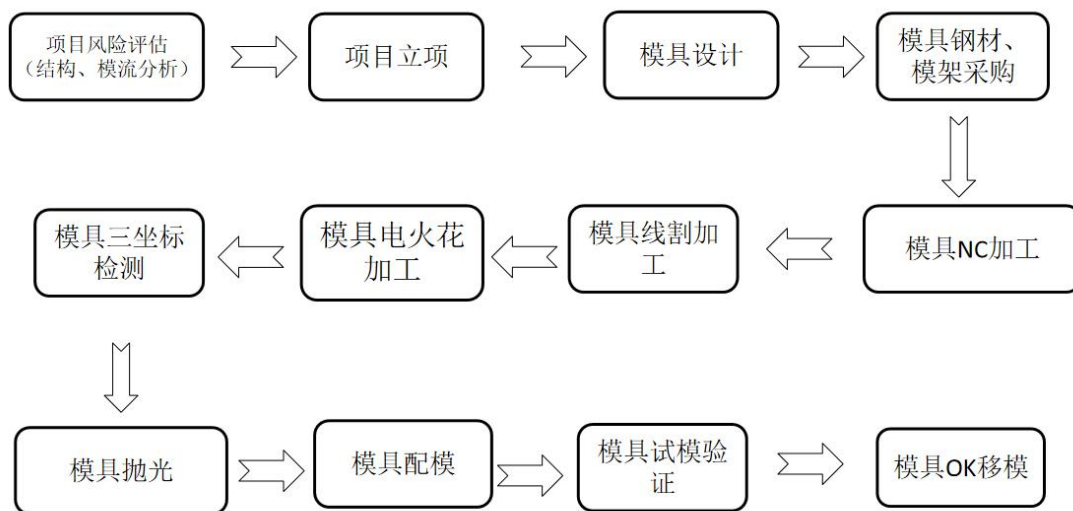 项目风险评估
（结构、模流分析）
项目立项
模具设计
模具钢材、
模架采购
模具NC加工
模具线割加
工
模具电火花
加工
模具三坐标
检测
模具抛光
模具配模
模具试模验
证
模具OK移模